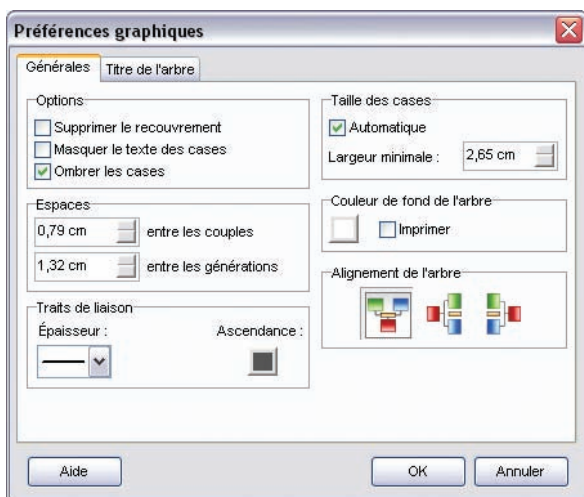 Préférences graphiques
Générales
Titre de l'arbre
Options
Supprimer le recouvrement
Masquer le texte des cases
Ombrer les cases
Espaces
0,79 cm entre les couples
1,32 cm entre les générations
Traits de liaison
Épaisseur :
Ascendance :
Taille des cases
Automatique
Largeur minimale : 2,65 cm
Couleur de fond de l'arbre
Imprimer
Alignement de l'arbre
Aide
OK
Annuler